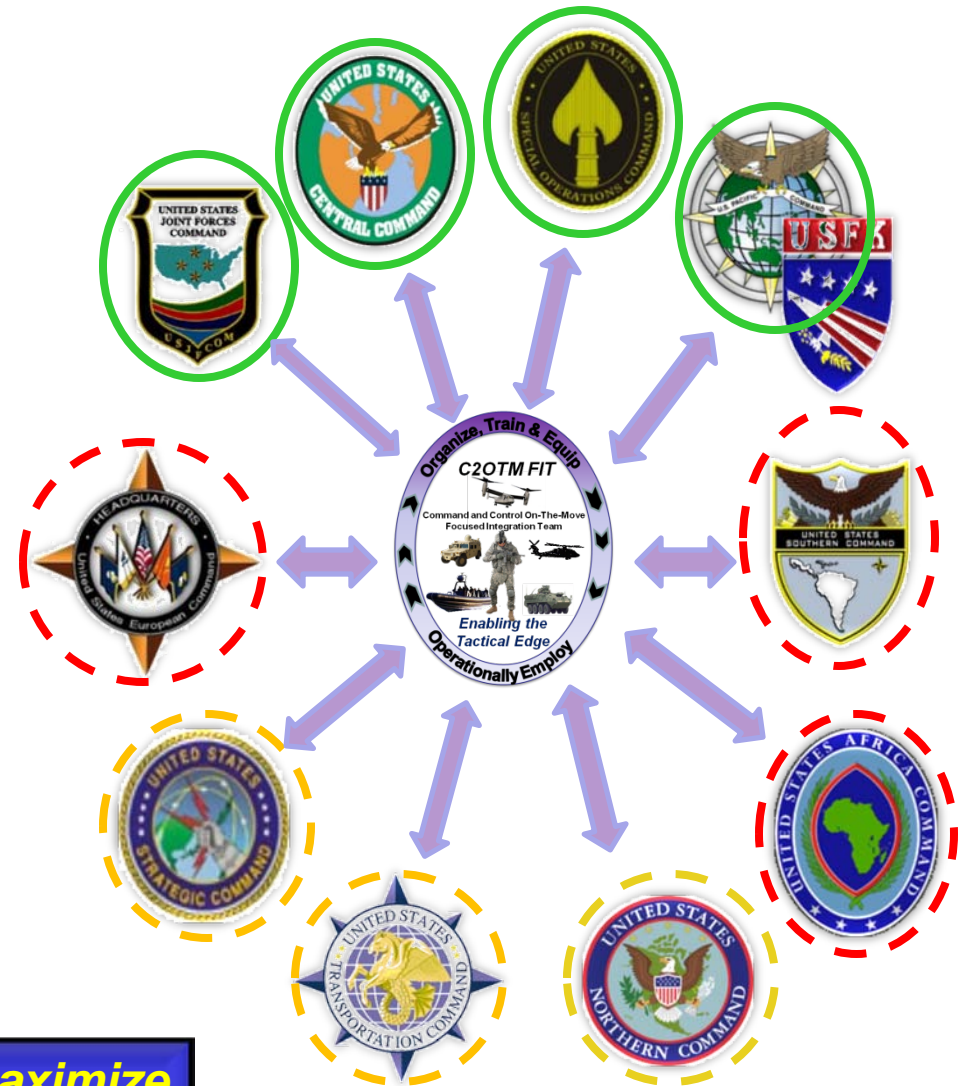 UNITED STATES
CENTRAL COMMAND
UNITED STATES
SPECIAL OPERATIONS COMMAND
UNITED STATES
JOINT FORCES
COMMAND
USJFCOM
U.S. PACIFIC COMMAND
Organize, Train & Equip
C2OTM FIT
Command and Control On-The-Move
Focused Integration Team
Enabling the
Tactical Edge
Operationally Employ
HEADQUARTERS
United States European Command
UNITED STATES
SOUTHERN COMMAND
UNITED STATES
STRATEGIC COMMAND
UNITED STATES AFRICA COMMAND
UNITED STATES
TRANSPORTATION COMMAND
UNITED STATES
NORTHERN COMMAND